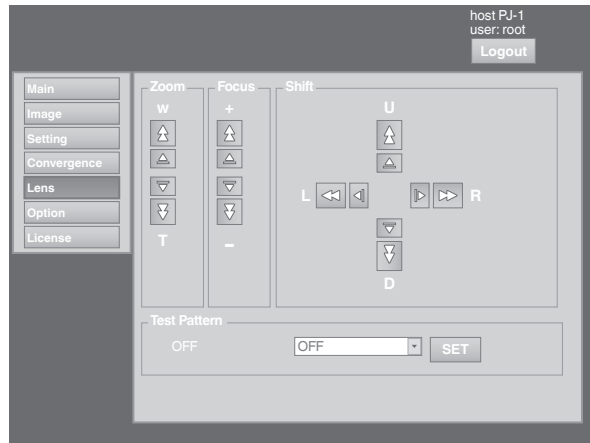 host PJ-1
user: root
Logout
Main
Image
Setting
Convergence
Lens
Option
License
Zoom
W
T
Focus
+
–
Shift
U
L
R
D
Test Pattern
OFF
OFF
SET